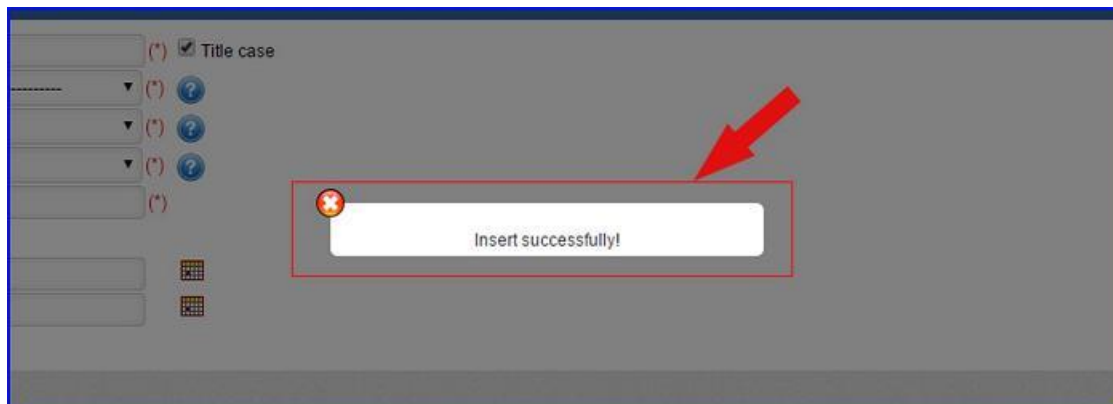 (*) Title case
--------- (*)
(*)
(*)
(*)
Insert successfully!